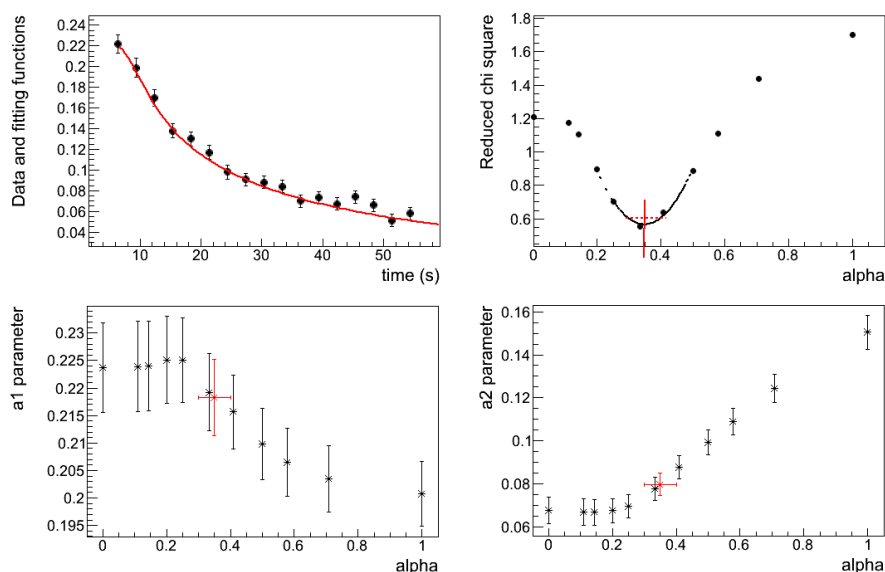 Data and fitting functions
0.22
0.2
0.18
0.16
0.14
0.12
0.1
0.08
0.06
0.04
10 20 30 40 50
time (s)
Reduced chi square
1.8
1.6
1.4
1.2
1
0.8
0.6
0 0.2 0.4 0.6 0.8 1
alpha
a1 parameter
0.23
0.225
0.22
0.215
0.21
0.205
0.2
0.195
0 0.2 0.4 0.6 0.8 1
alpha
a2 parameter
0.16
0.14
0.12
0.1
0.08
0.06
0 0.2 0.4 0.6 0.8 1
alpha